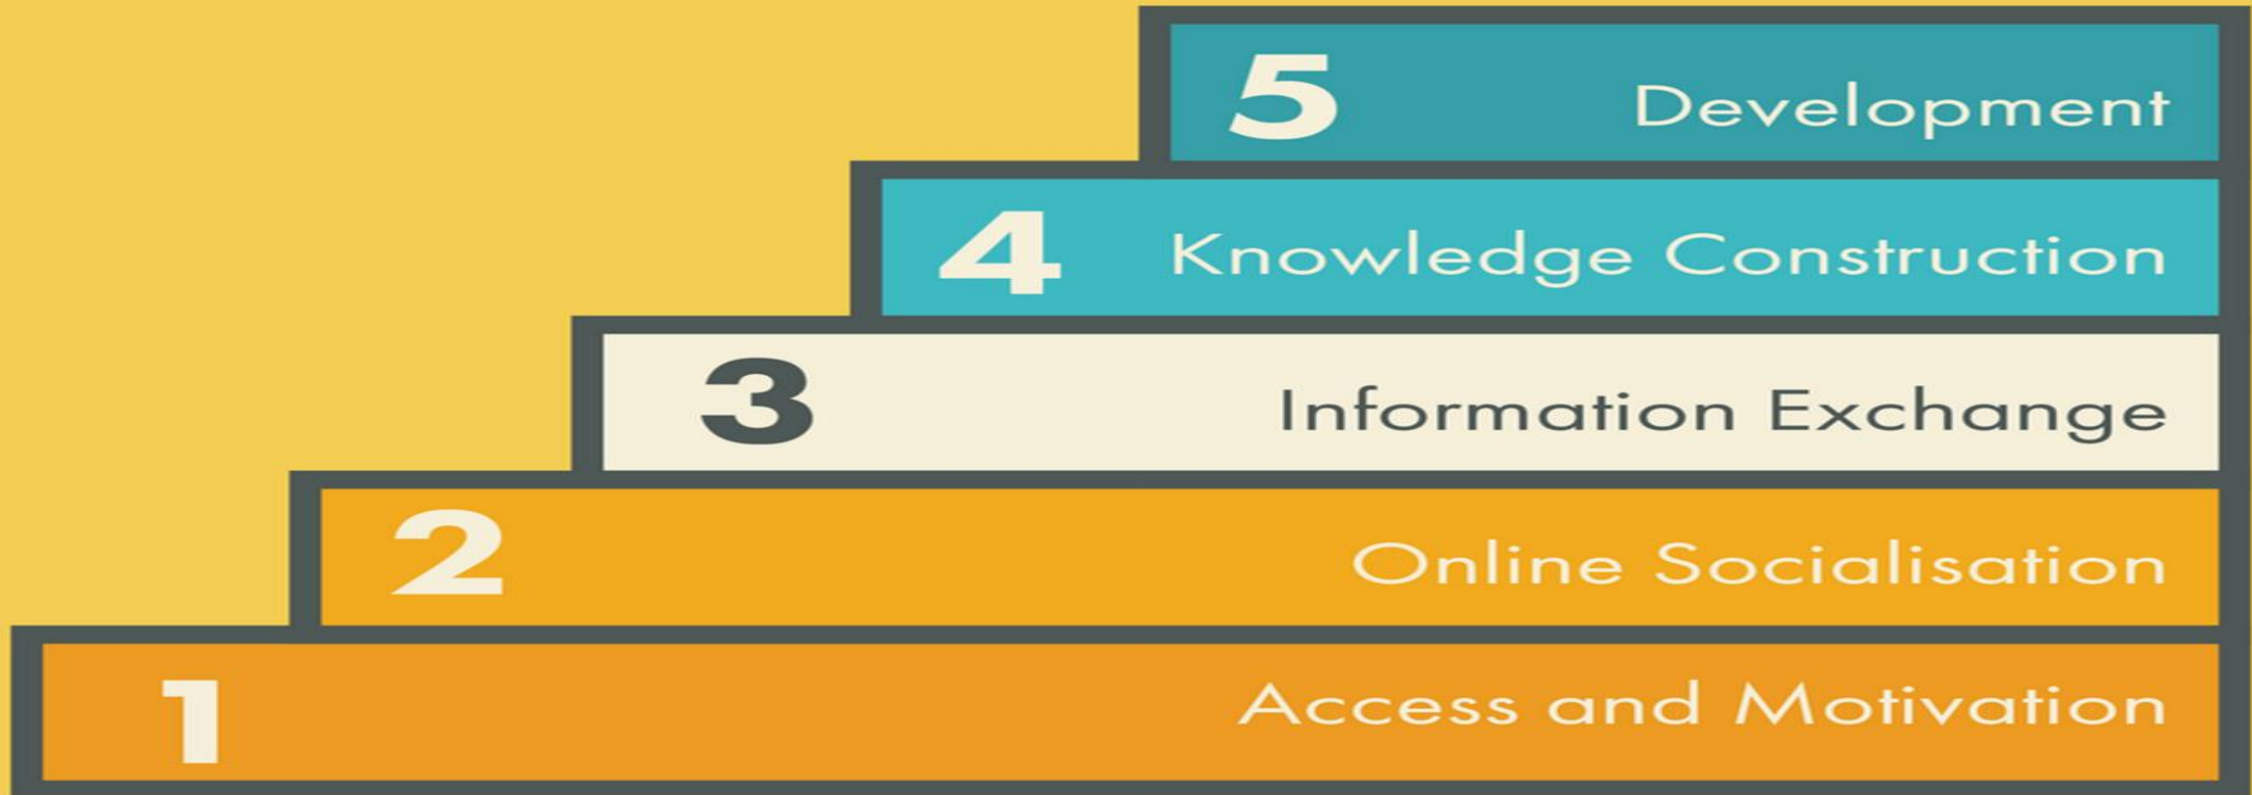 5 Development
4 Knowledge Construction
3 Information Exchange
2 Online Socialisation
1 Access and Motivation